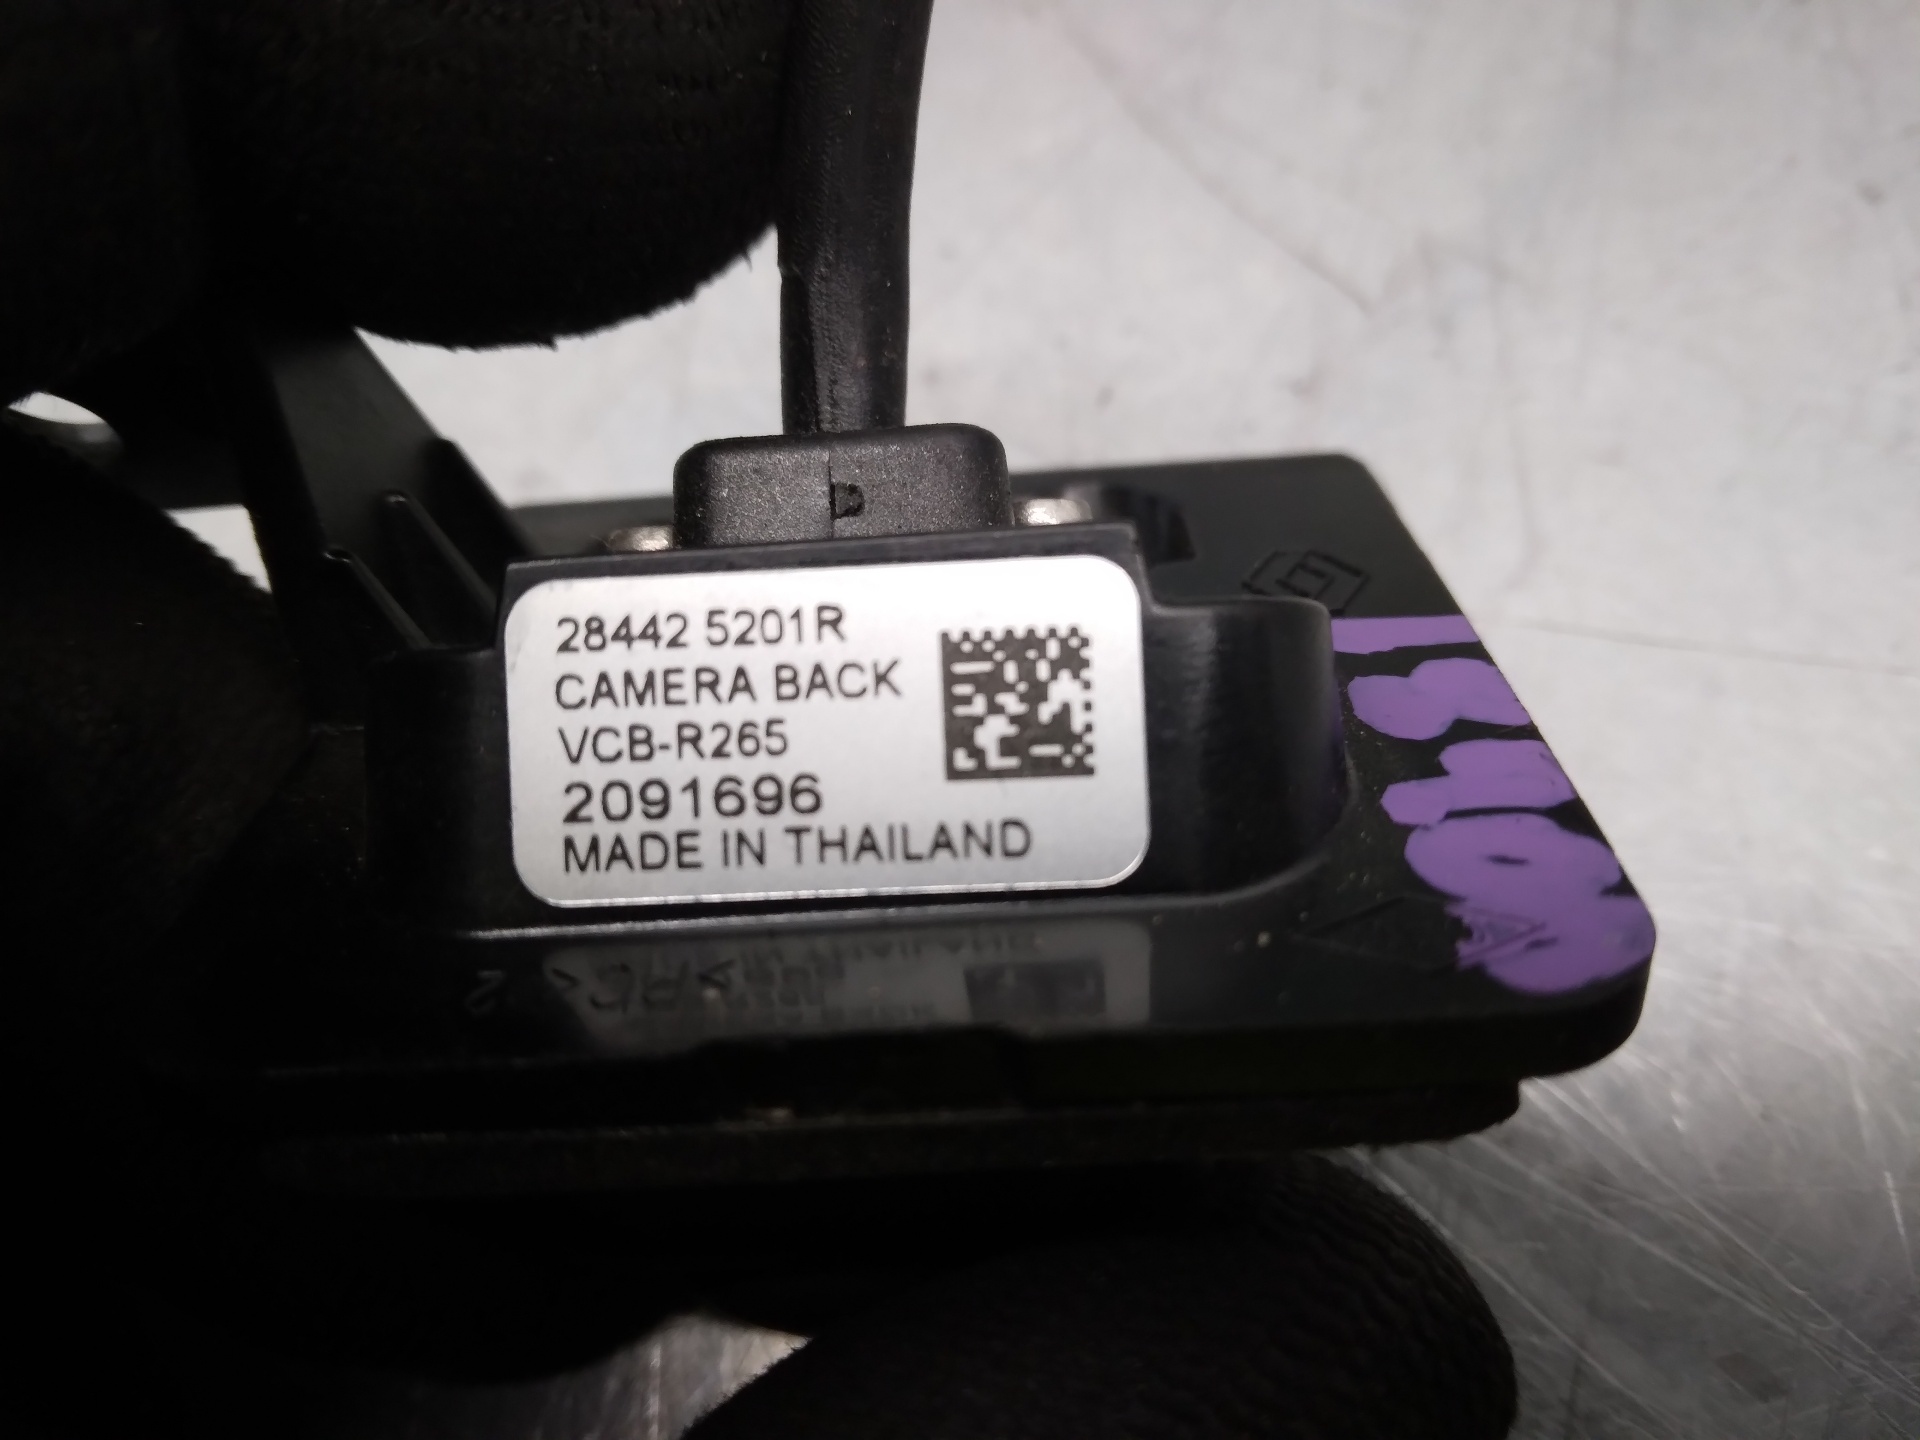 28442 5201R
CAMERA BACK
VCB-R265
2091696
MADE IN THAILAND